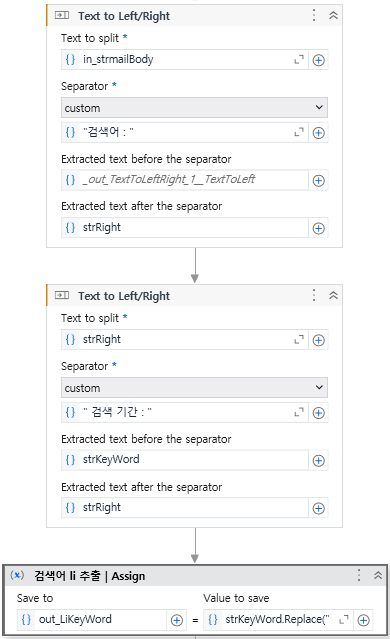 Text to Left/Right
Text to split *
in_strmailBody
Separator *
custom
"검색어 : "
Extracted text before the separator
_out_TextToLeftRight_1__TextToLeft
Extracted text after the separator
strRight
Text to Left/Right
Text to split *
strRight
Separator *
custom
" 검색 기간 : "
Extracted text before the separator
strKeyWord
Extracted text after the separator
strRight
검색어 li 추출 | Assign
Save to Value to save
out_LiKeyWord = strKeyWord.Replace("